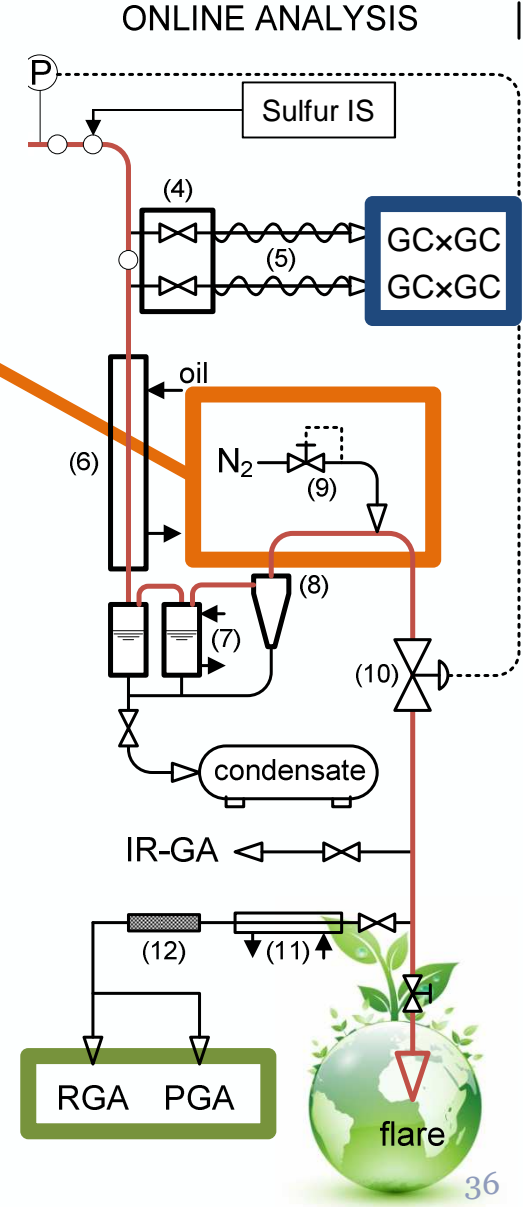 ONLINE ANALYSIS
P
Sulfur IS
(4)
GC×GC
(5)
GC×GC
oil
(6)
N2
(9)
(8)
(7)
(10)
condensate
IR-GA
(12)
(11)
RGA PGA
flare
36